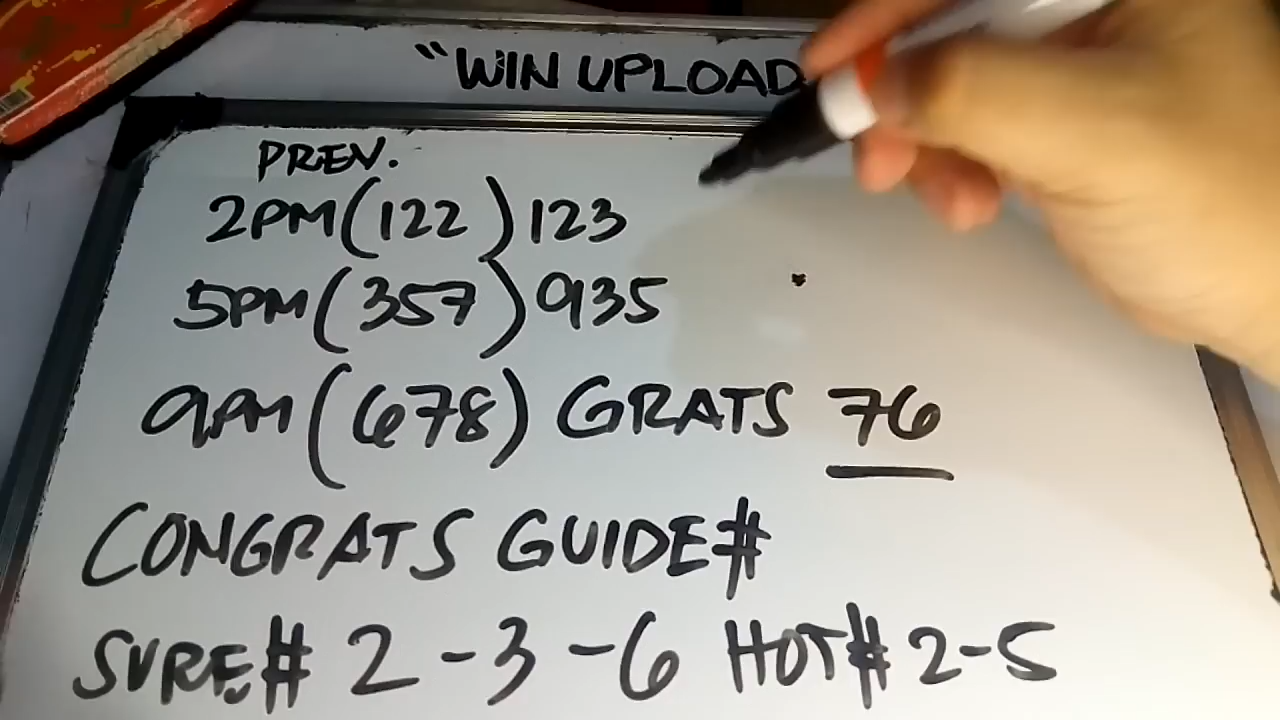 "WIN UPLOAD
PREV.
2PM(122)123
5PM(357)935
9PM(678) GRATS 76
CONGRATS GUIDE#
SURE# 2-3-6 HOT# 2-5